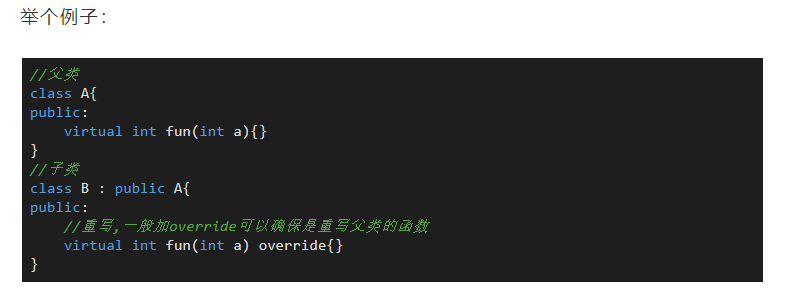 举个例子：
//父类
class A{
public:
    virtual int fun(int a){}
}
//子类
class B : public A{
public:
    //重写,一般加override可以确保是重写父类的函数
    virtual int fun(int a) override{}
}